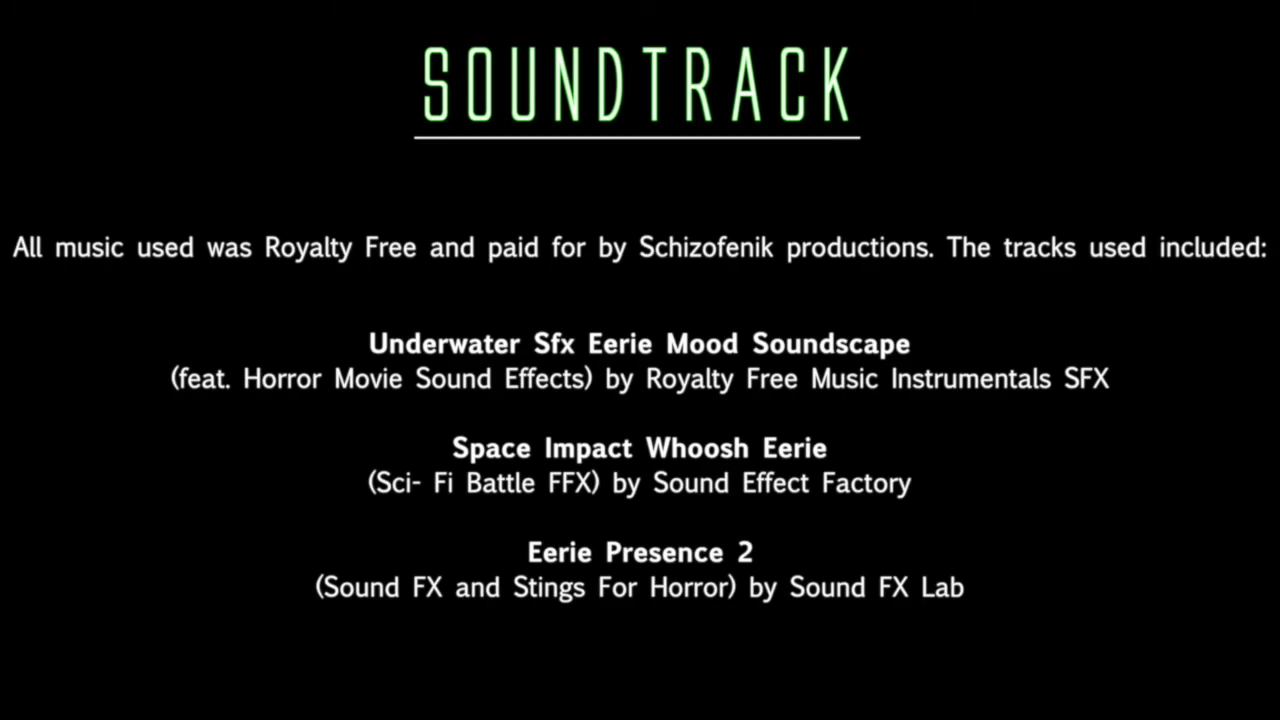 SOUNDTRACK
All music used was Royalty Free and paid for by Schizofenik productions. The tracks used included:
Underwater Sfx Eerie Mood Soundscape
(feat. Horror Movie Sound Effects) by Royalty Free Music Instrumentals SFX
Space Impact Whoosh Eerie
(Sci- Fi Battle FFX) by Sound Effect Factory
Eerie Presence 2
(Sound FX and Stings For Horror) by Sound FX Lab